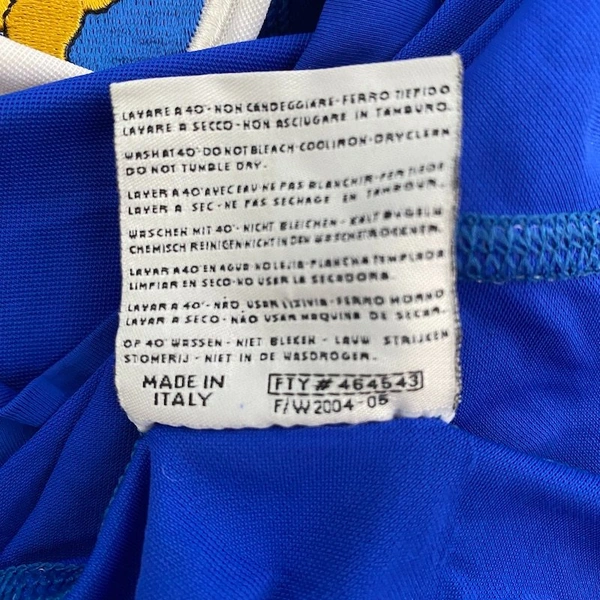 LAVARE A 40°-NON CANDEGGIARE-FERRO TIEPIDO
LAVARE A SECCO-NON ASCIUGARE IN TAMBURO.
WASH AT 40° DO NOT BLEACH-COOL IRON-DRYCLEAN
DO NOT TUMBLE DRY.
LAVER A 40° AVEC EAU NE PAS BLANCHIR-FER TIEDE
LAVER A SEC-NE PAS SECHAGE EN TAMBOUR.
WASCHEN MIT 40°-NICHT BLEICHEN-KALT BUGELN
CHEMISCH REINIGEN NICHT IN DEN WASCHETROCKENER.
LAVAR A 40° EN AGUA-NO LEJIA-PLANCHA TEMPLADA
LIMPIAR EN SECO-NO USAR LA SECADORA.
LAVAR A 40°-NÃO USAR LIXIVIA-FERRO MORNO
LAVAR A SECO-NÃO USAR MAQUINA DE SECAR.
OP 40° WASSEN-NIET BLEKEN-LAUW STRIJKEN
STOMERIJ-NIET IN DE WASDROGER.
MADE IN
ITALY
FTY # 464543
F/W 2004-05